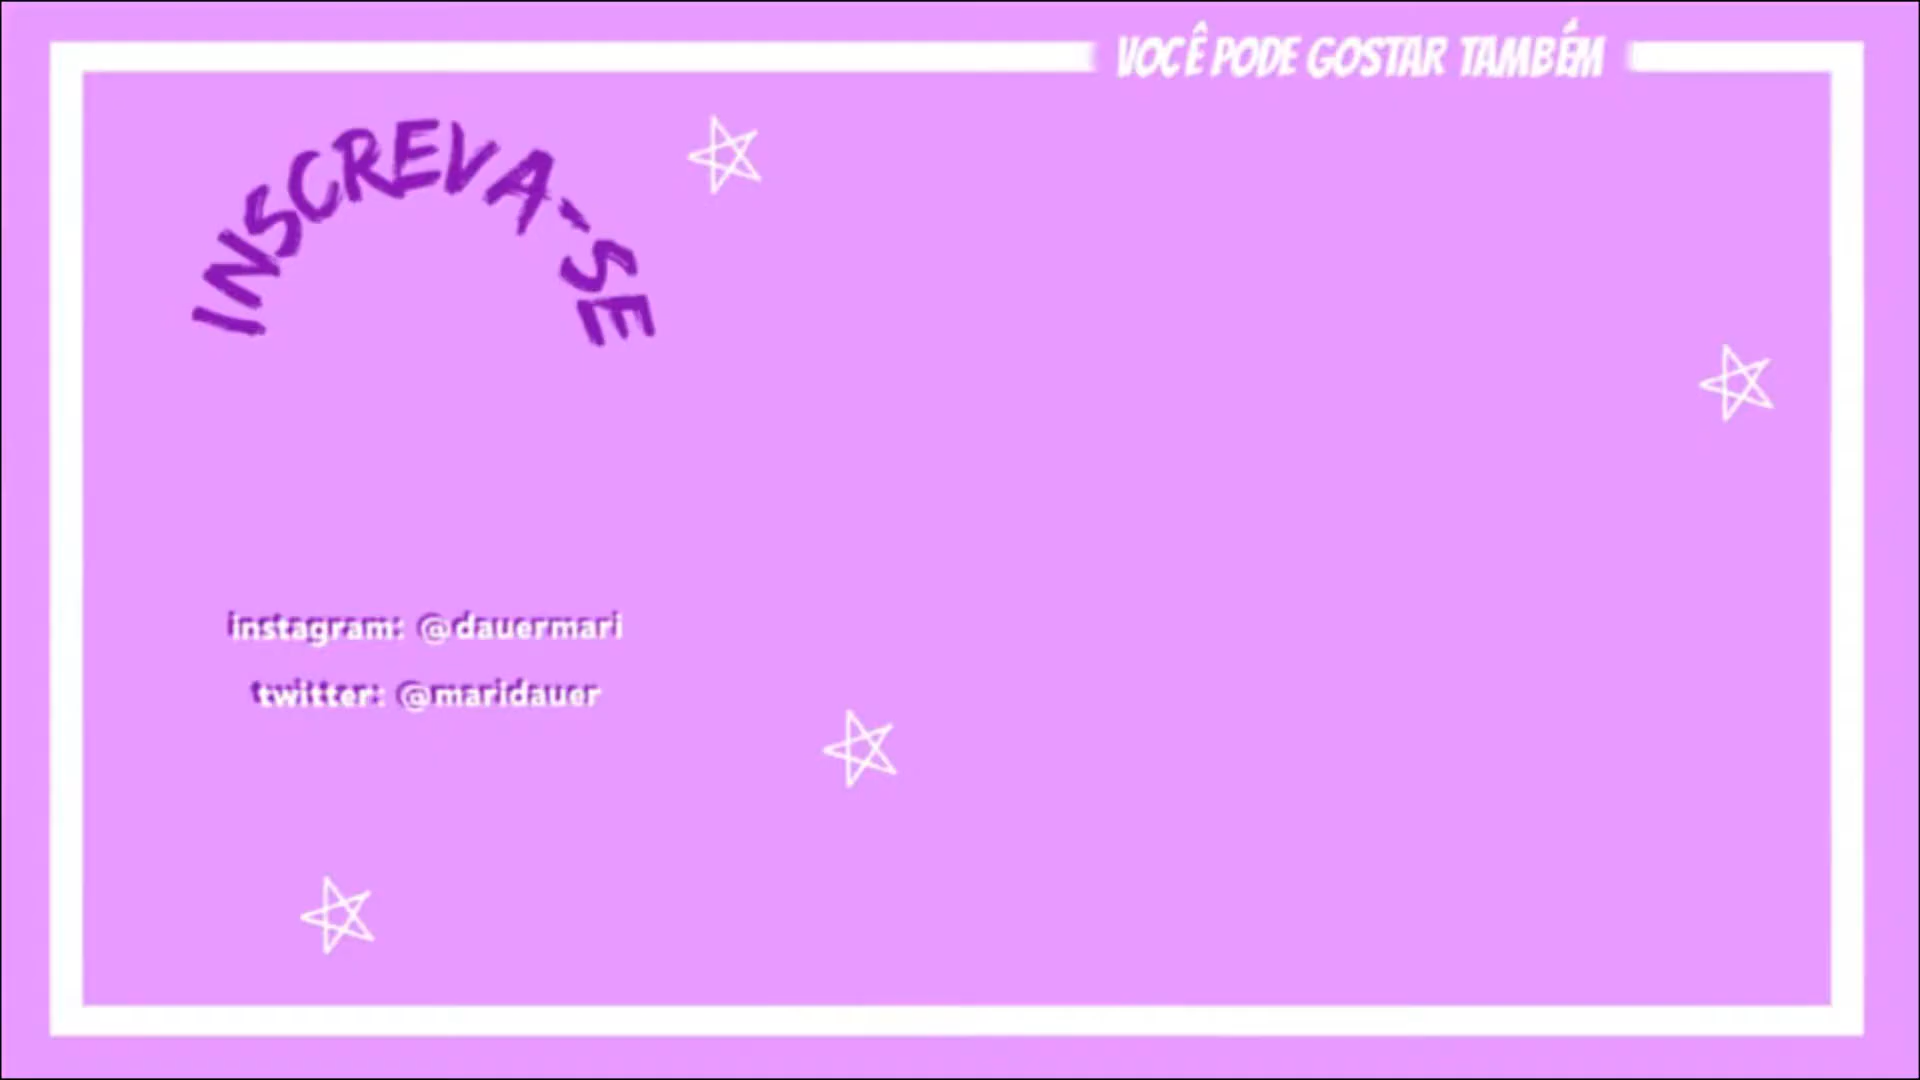 VOCÊ PODE GOSTAR TAMBÉM
INSCREVA-SE
instagram: @dauermari
twitter: @maridauer